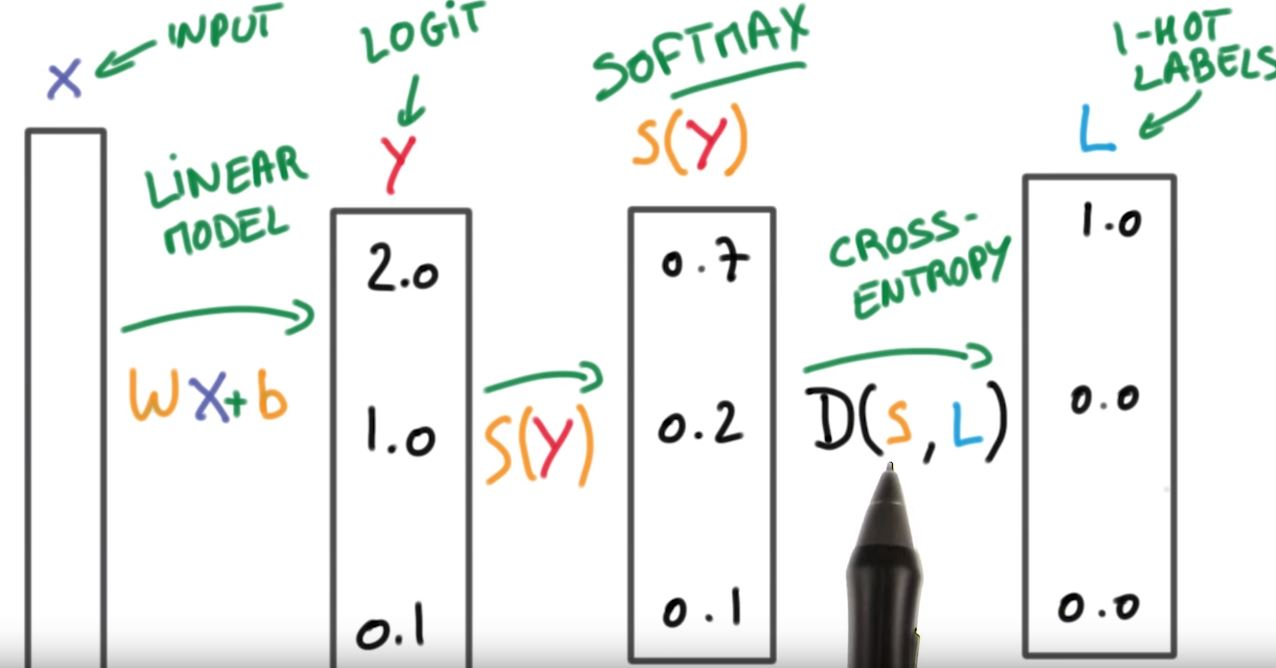 X
INPUT
LINEAR
MODEL
WX+b
LOGIT
Y
2.0
1.0
0.1
S(Y)
SOFTMAX
S(Y)
0.7
0.2
0.1
CROSS-
ENTROPY
D(S, L)
1-HOT
LABELS
L
1.0
0.0
0.0